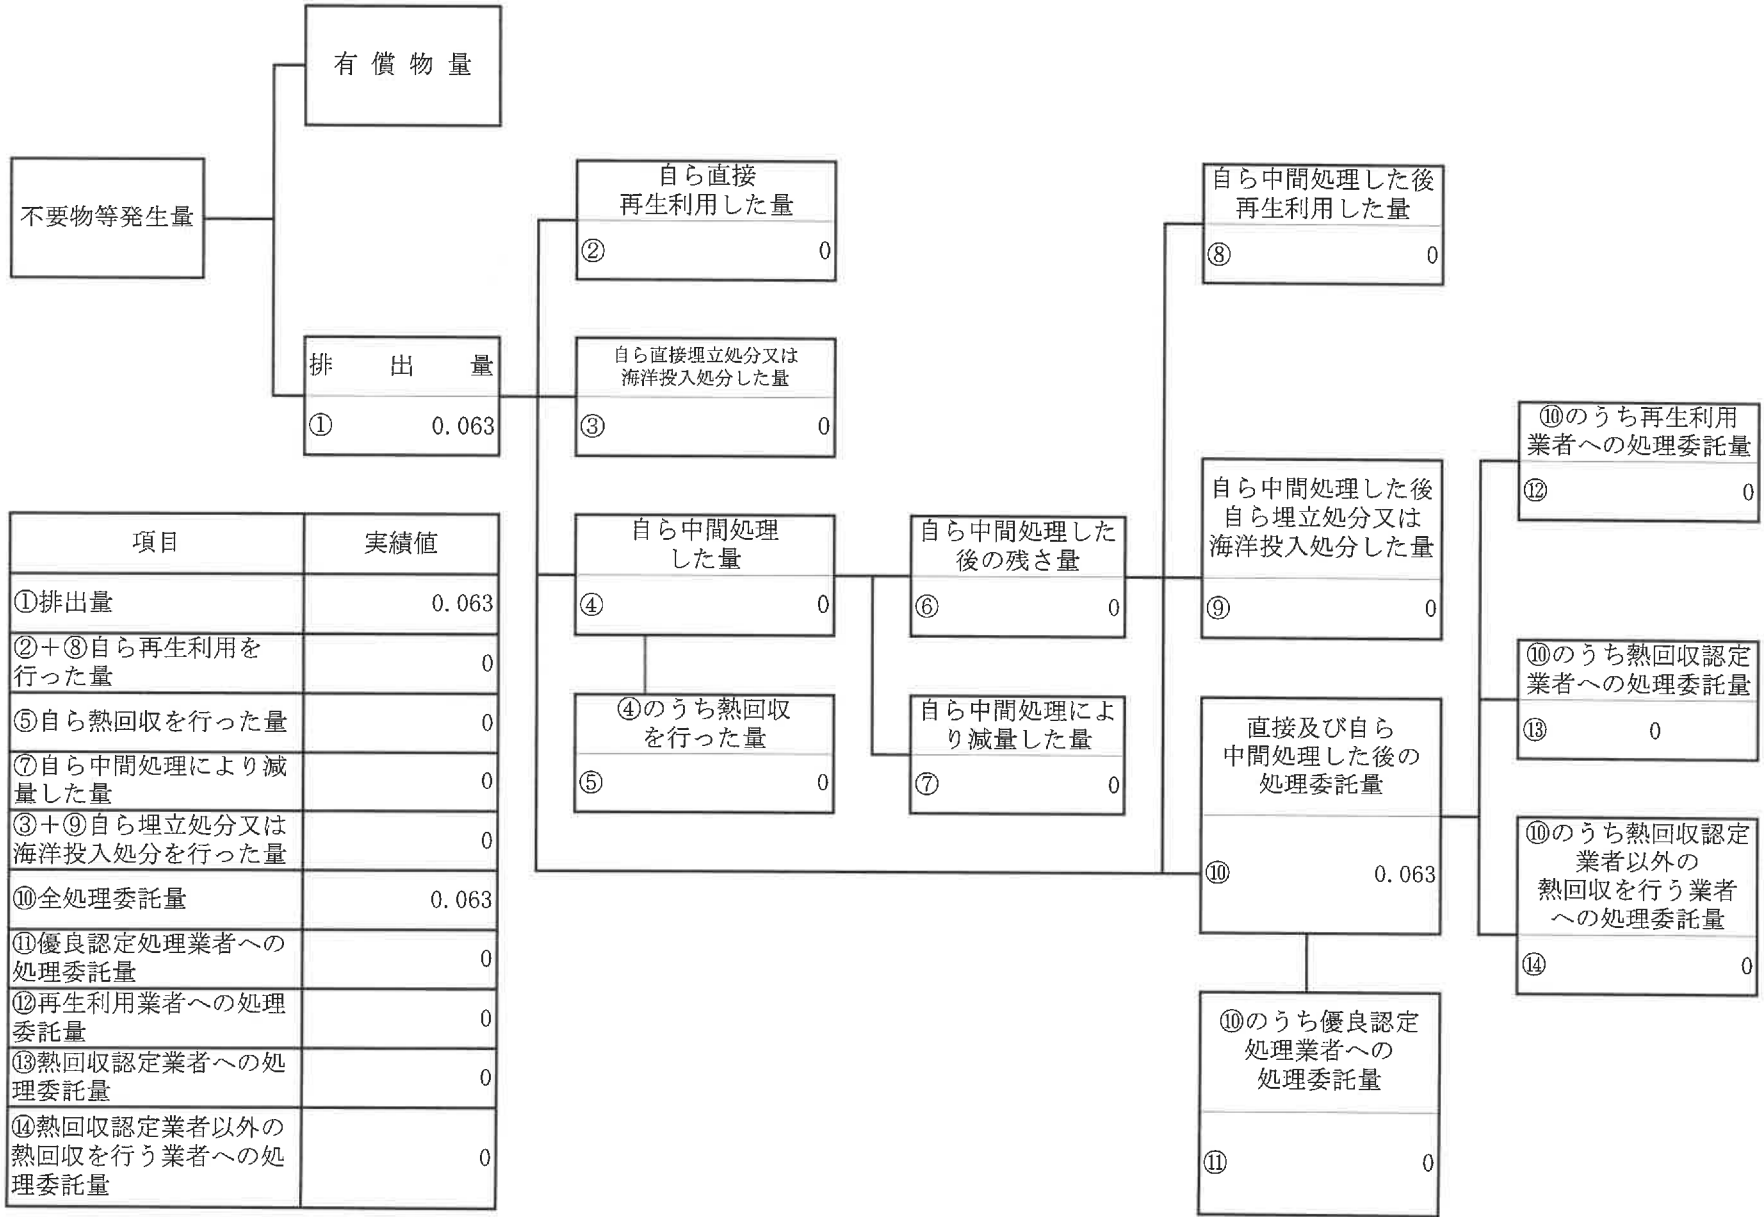 有償物量
不要物等発生量
排出量
① 0.063
自ら直接
再生利用した量
② 0
自ら直接埋立処分又は
海洋投入処分した量
③ 0
自ら中間処理
した量
④ 0
④のうち熱回収
を行った量
⑤ 0
自ら中間処理した
後の残さ量
⑥ 0
自ら中間処理によ
り減量した量
⑦ 0
自ら中間処理した後
再生利用した量
⑧ 0
自ら中間処理した後
自ら埋立処分又は
海洋投入処分した量
⑨ 0
直接及び自ら
中間処理した後の
処理委託量
⑩ 0.063
⑩のうち優良認定
処理業者への
処理委託量
⑪ 0
⑩のうち再生利用
業者への処理委託量
⑫ 0
⑩のうち熱回収認定
業者への処理委託量
⑬ 0
⑩のうち熱回収認定
業者以外の
熱回収を行う業者
への処理委託量
⑭ 0
項目 実績値
①排出量 0.063
②＋⑧自ら再生利用を
行った量 0
⑤自ら熱回収を行った量 0
⑦自ら中間処理により減
量した量 0
③＋⑨自ら埋立処分又は
海洋投入処分を行った量 0
⑩全処理委託量 0.063
⑪優良認定処理業者への
処理委託量 0
⑫再生利用業者への処理
委託量 0
⑬熱回収認定業者への処
理委託量 0
⑭熱回収認定業者以外の
熱回収を行う業者への処
理委託量 0